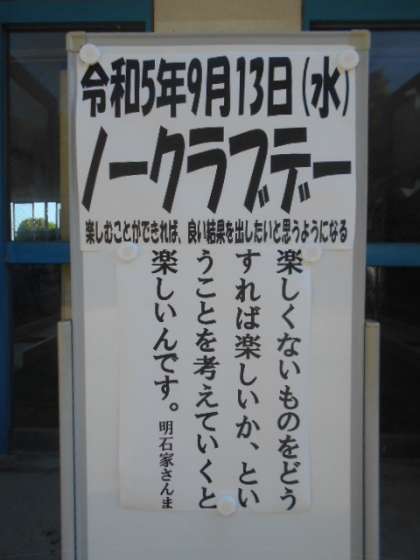 令和5年9月13日(水)
ノークラブデー
楽しむことができれば、良い結果を出したいと思うようになる
楽しくないものをどう
すれば楽しいか、とい
うことを考えていくと
楽しいんです。明石家さんま